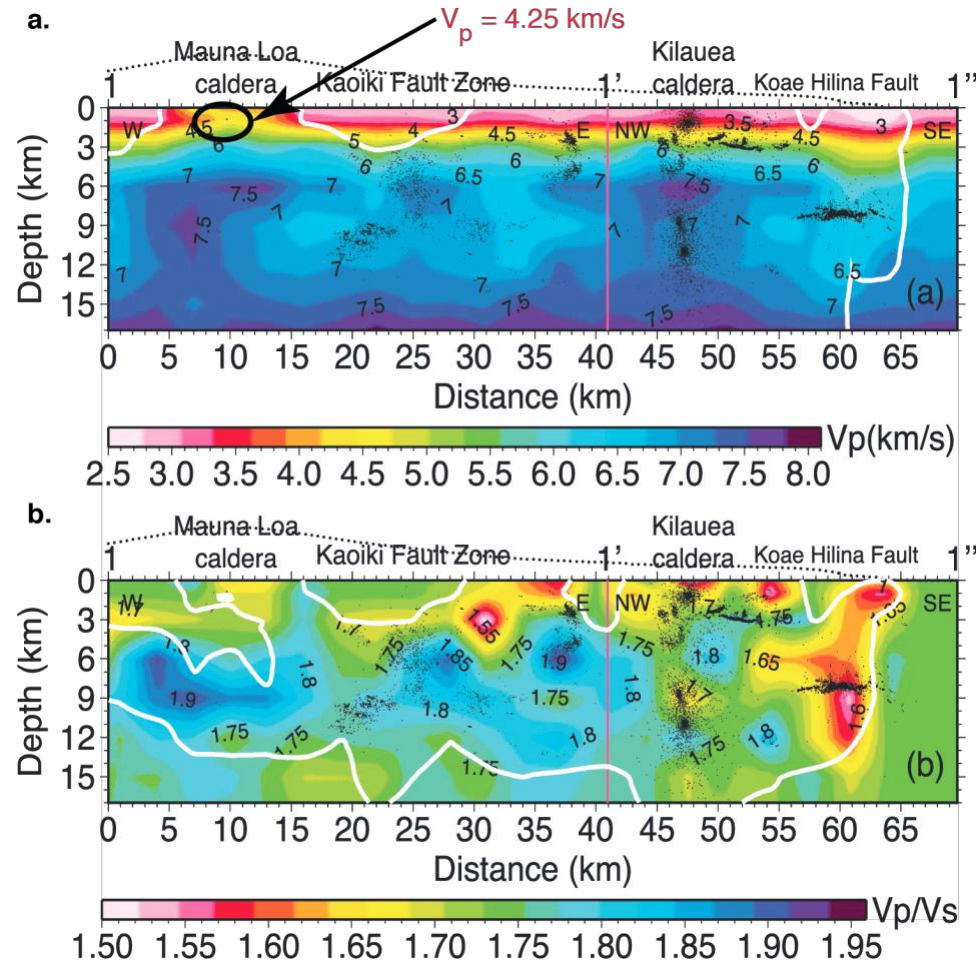 a.
V_p = 4.25 km/s
Mauna Loa caldera
Kilauea caldera
1 Kaoiki Fault Zone 1' Koae Hilina Fault 1''
0 W 4.5 5 4 3 4.5 E NW 3.5 4.5 3 SE
3 6 6 6 6
6 7 7.5 7 6.5 7 7.5 6.5
9 7.5 7 7 7 7
12 7 7 7 6.5
15 7.5 7.5 7.5 7 (a)
Depth (km)
0 5 10 15 20 25 30 35 40 45 50 55 60 65
Distance (km)
Vp(km/s)
2.5 3.0 3.5 4.0 4.5 5.0 5.5 6.0 6.5 7.0 7.5 8.0
b.
Mauna Loa caldera
Kilauea caldera
1 Kaoiki Fault Zone 1' Koae Hilina Fault 1''
0 W E NW 1.7 SE
3 1.7 1.7 1.55 1.75 1.75
6 1.8 1.75 1.85 1.75 1.9 1.8 1.65
9 1.9 1.8 1.75 1.8 1.7 1.6
12 1.75 1.75 1.8 1.75 1.8
15 1.75 (b)
Depth (km)
0 5 10 15 20 25 30 35 40 45 50 55 60 65
Distance (km)
Vp/Vs
1.50 1.55 1.60 1.65 1.70 1.75 1.80 1.85 1.90 1.95